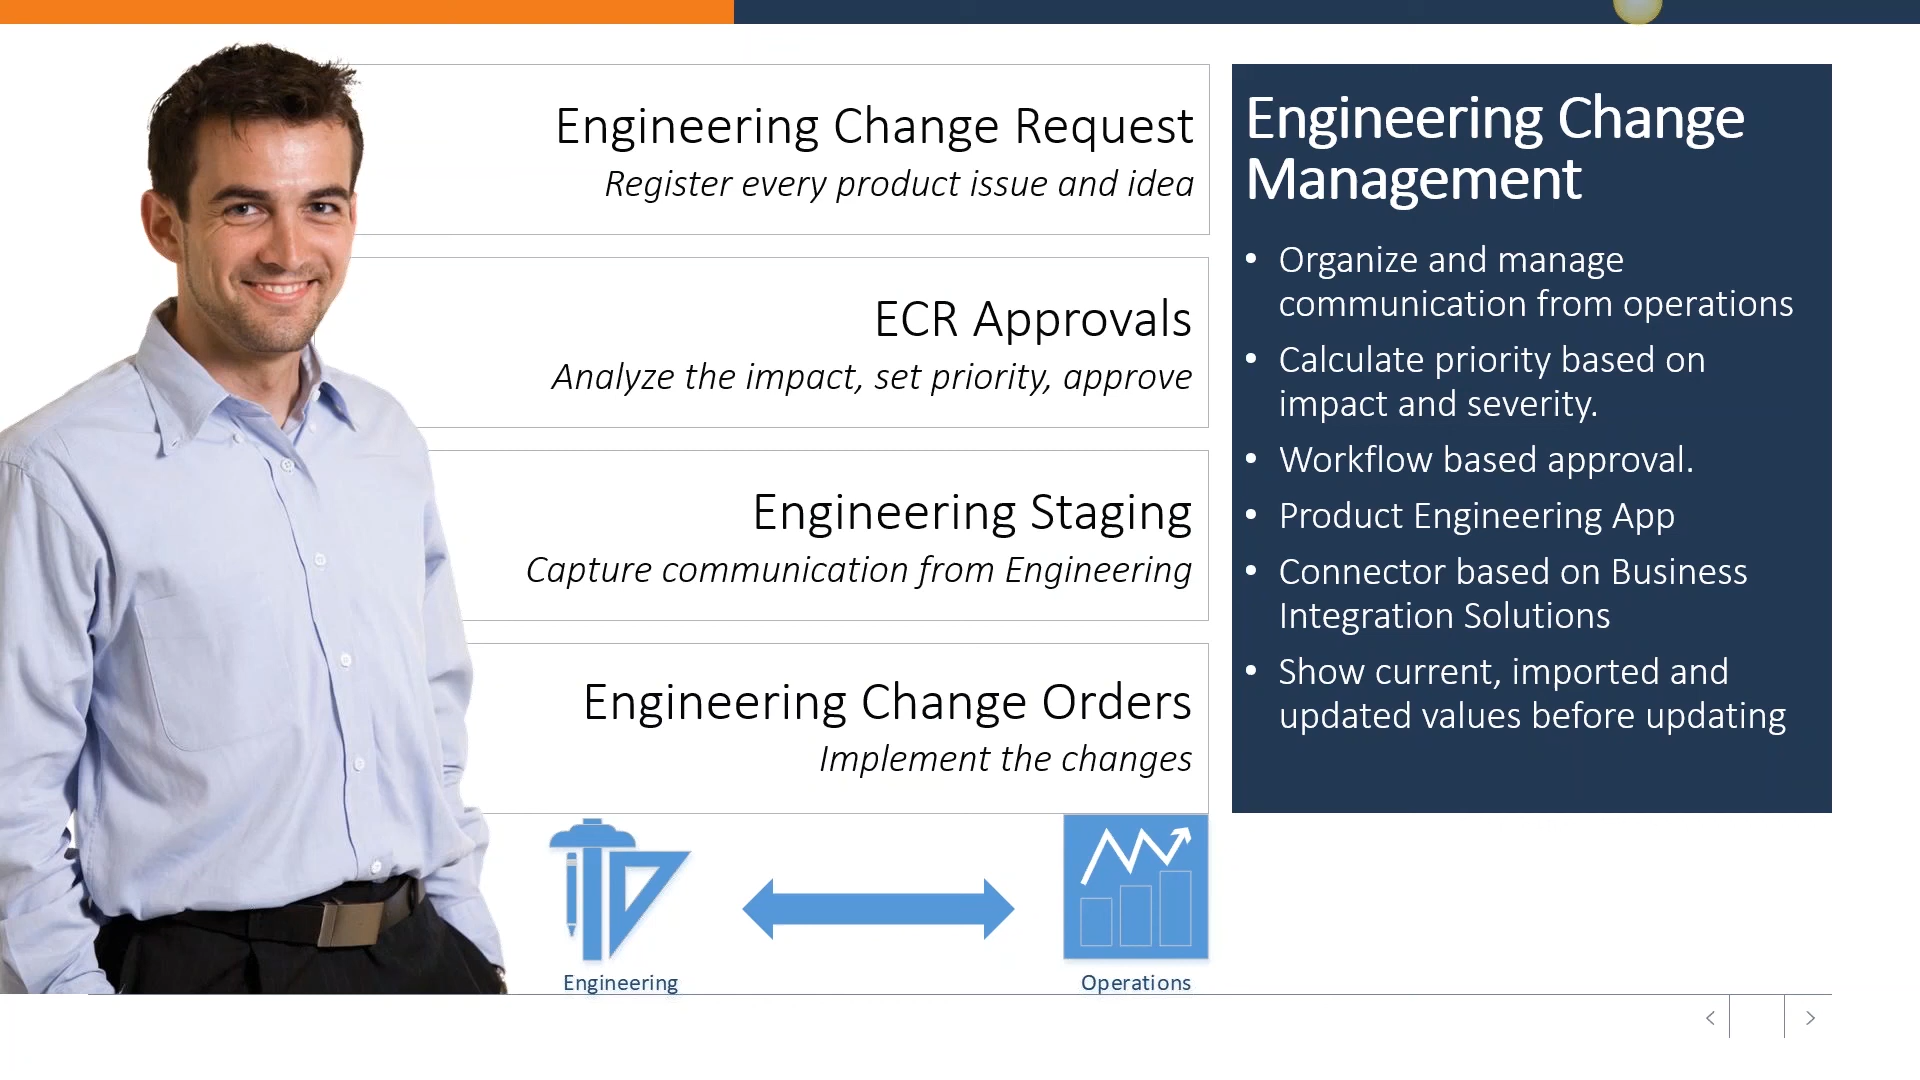 Engineering Change Request
Register every product issue and idea
ECR Approvals
Analyze the impact, set priority, approve
Engineering Staging
Capture communication from Engineering
Engineering Change Orders
Implement the changes
Engineering
Operations
Engineering Change
Management
• Organize and manage
communication from operations
• Calculate priority based on
impact and severity.
• Workflow based approval.
• Product Engineering App
• Connector based on Business
Integration Solutions
• Show current, imported and
updated values before updating